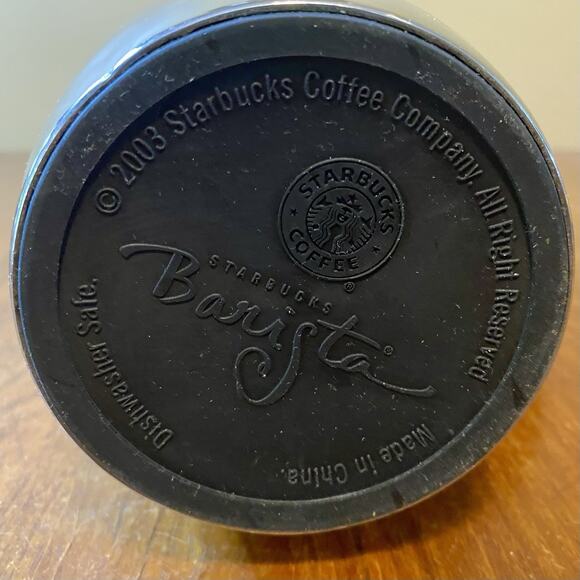 © 2003 Starbucks Coffee Company. All Right Reserved
STARBUCKS
COFFEE
®
STARBUCKS
Barista®
Dishwasher Safe.
Made in China.